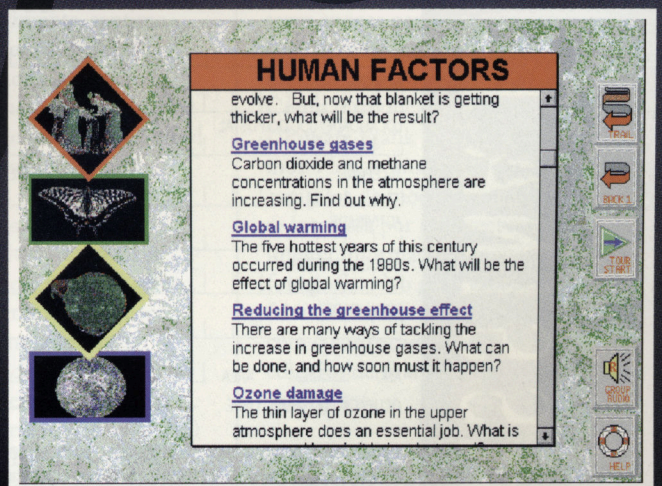 HUMAN FACTORS
evolve. But, now that blanket is getting
thicker, what will be the result?
Greenhouse gases
Carbon dioxide and methane
concentrations in the atmosphere are
increasing. Find out why.
Global warming
The five hottest years of this century
occurred during the 1980s. What will be the
effect of global warming?
Reducing the greenhouse effect
There are many ways of tackling the
increase in greenhouse gases. What can
be done, and how soon must it happen?
Ozone damage
The thin layer of ozone in the upper
atmosphere does an essential job. What is
TRAIL
BACK 1
TOUR
START
GROUP
AUDIO
HELP